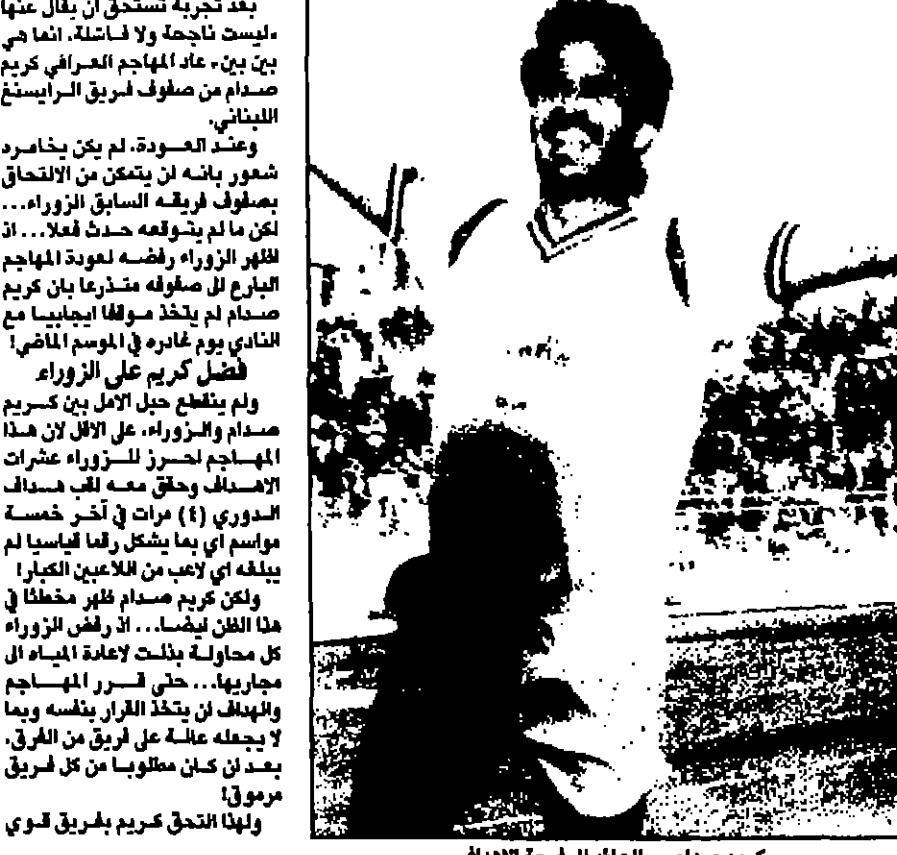 بعد تجربة تستحق ان يقال عنها
«ليست ناجحة ولا فاشلة، انما هي
بين بين» عاد المهاجم العراقي كريم
صدام من صفوف فريق الرايسنغ
اللبناني.
وعند العودة، لم يكن يخامره
شعور بانه لن يتمكن من الالتحاق
بصفوف فريقه السابق الزوراء...
لكن ما لم يتوقعه حدث فعلا... اذ
اظهر الزوراء رفضه لعودة المهاجم
البارع الى صفوفه متذرعا بان كريم
صدام لم يتخذ موقفا ايجابيا مع
النادي يوم غادره في الموسم الماضي!
فضل كريم على الزوراء
ولم ينقطع حبل الامل بين كريم
صدام والزوراء، على الاقل لان هذا
المهاجم احرز للزوراء عشرات
الاهداف وحقق معه لقب هداف
الدوري (٤) مرات في آخر خمسة
مواسم اي بما يشكل رقما قياسيا لم
يبلغه اي لاعب من اللاعبين الكبار!
ولكن كريم صدام ظهر مخطئا في
هذا الظن ايضا... اذ رفض الزوراء
كل محاولة بذلت لاعادة المياه الى
مجاريها... حتى قرر المهاجم
والهداف ان يتخذ القرار بنفسه وبما
لا يجعله عالة على فريق من الفرق،
بعد ان كان مطلوبا من كل فريق
مرموق!
ولهذا التحق كريم بفريق قوي